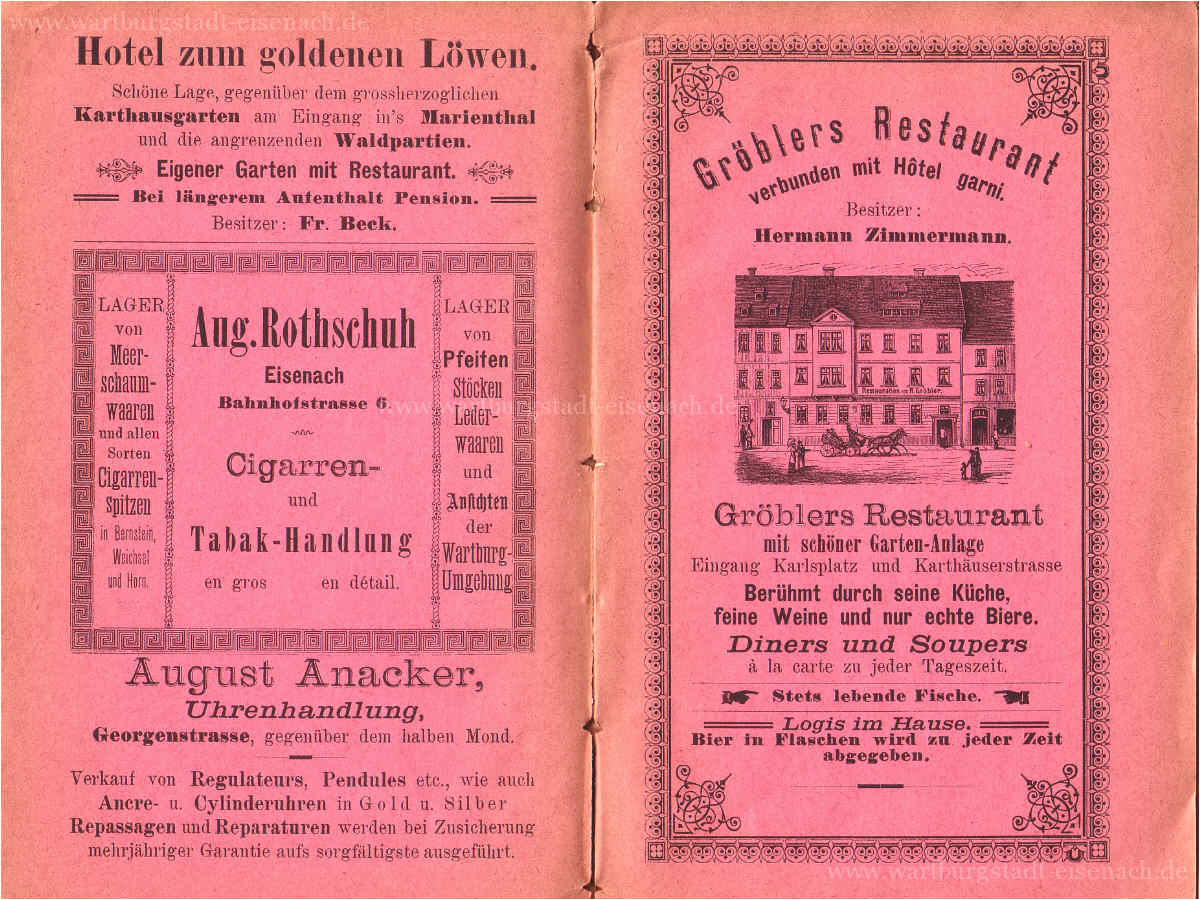 www.wartburgstadt-eisenach.de
Hotel zum goldenen Löwen.
Schöne Lage, gegenüber dem grossherzoglichen
Karthausgarten am Eingang in's Marienthal
und die angrenzenden Waldpartien.
Eigener Garten mit Restaurant.
Bei längerem Aufenthalt Pension.
Besitzer: Fr. Beck.
LAGER
von
Meer-
schaum-
waaren
und allen
Sorten
Cigarren-
spitzen
in Bernstein,
Weichsel
und Horn.
Aug. Rothschuh
Eisenach
Bahnhofstrasse 6.
Cigarren-
und
Tabak-Handlung
en gros en détail.
LAGER
von
Pfeifen
Stöcken
Leder-
waaren
und
Ansichten
der
Wartburg-
Umgebung
August Anacker,
Uhrenhandlung,
Georgenstrasse, gegenüber dem halben Mond.
Verkauf von Regulateurs, Pendules etc., wie auch
Ancre- u. Cylinderuhren in Gold u. Silber
Repassagen und Reparaturen werden bei Zusicherung
mehrjähriger Garantie aufs sorgfältigste ausgeführt.
www.wartburgstadt-eisenach.de
Gröblers Restaurant
verbunden mit Hôtel garni.
Besitzer:
Hermann Zimmermann.
Restauration von R. Gröbler.
Gröblers Restaurant
mit schöner Garten-Anlage
Eingang Karlsplatz und Karthäuserstrasse
Berühmt durch seine Küche,
feine Weine und nur echte Biere.
Diners und Soupers
à la carte zu jeder Tageszeit.
Stets lebende Fische.
Logis im Hause.
Bier in Flaschen wird zu jeder Zeit
abgegeben.
www.wartburgstadt-eisenach.de